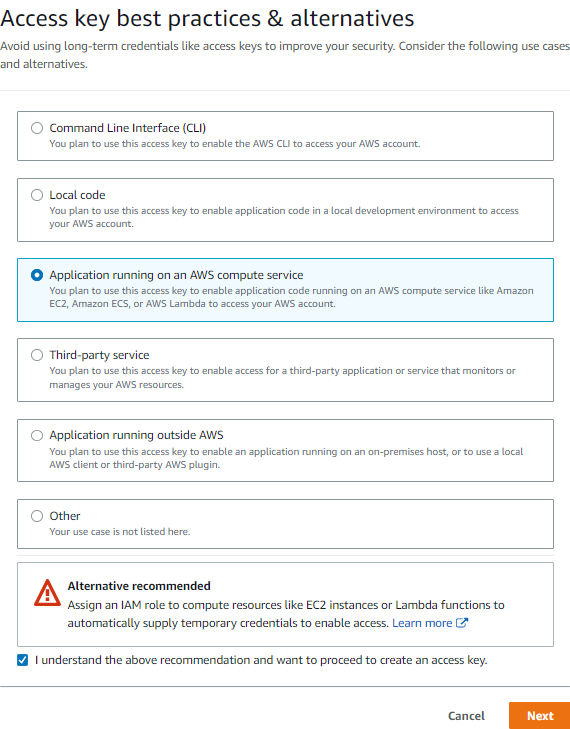 Access key best practices & alternatives
Avoid using long-term credentials like access keys to improve your security. Consider the following use cases
and alternatives.
Command Line Interface (CLI)
You plan to use this access key to enable the AWS CLI to access your AWS account.
Local code
You plan to use this access key to enable application code in a local development environment to access
your AWS account.
Application running on an AWS compute service
You plan to use this access key to enable application code running on an AWS compute service like Amazon
EC2, Amazon ECS, or AWS Lambda to access your AWS account.
Third-party service
You plan to use this access key to enable access for a third-party application or service that monitors or
manages your AWS resources.
Application running outside AWS
You plan to use this access key to enable an application running on an on-premises host, or to use a local
AWS client or third-party AWS plugin.
Other
Your use case is not listed here.
Alternative recommended
Assign an IAM role to compute resources like EC2 instances or Lambda functions to
automatically supply temporary credentials to enable access. Learn more
I understand the above recommendation and want to proceed to create an access key.
Cancel Next